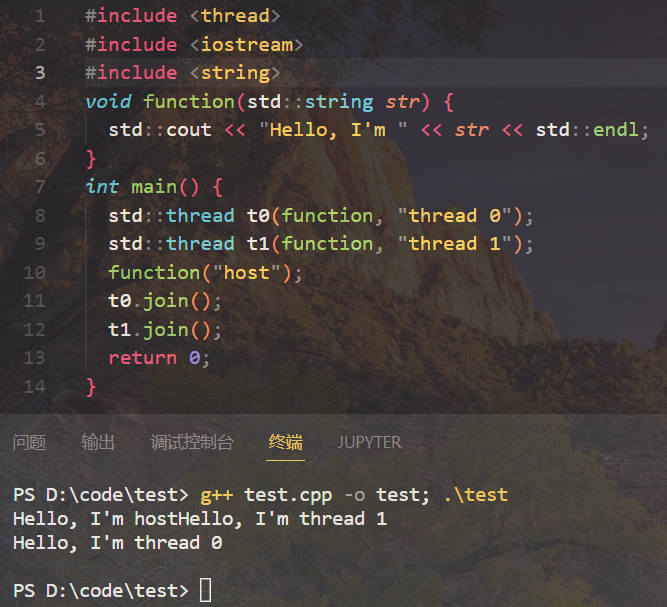 1 #include <thread>
2 #include <iostream>
3 #include <string>
4 void function(std::string str) {
5   std::cout << "Hello, I'm " << str << std::endl;
6 }
7 int main() {
8   std::thread t0(function, "thread 0");
9   std::thread t1(function, "thread 1");
10   function("host");
11   t0.join();
12   t1.join();
13   return 0;
14 }
问题 输出 调试控制台 终端 JUPYTER
PS D:\code\test> g++ test.cpp -o test; .\test
Hello, I'm hostHello, I'm thread 1
Hello, I'm thread 0
PS D:\code\test>